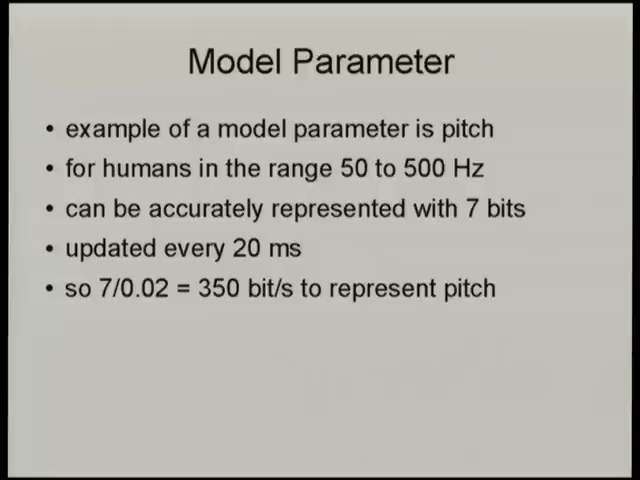 Model Parameter
• example of a model parameter is pitch
• for humans in the range 50 to 500 Hz
• can be accurately represented with 7 bits
• updated every 20 ms
• so 7/0.02 = 350 bit/s to represent pitch